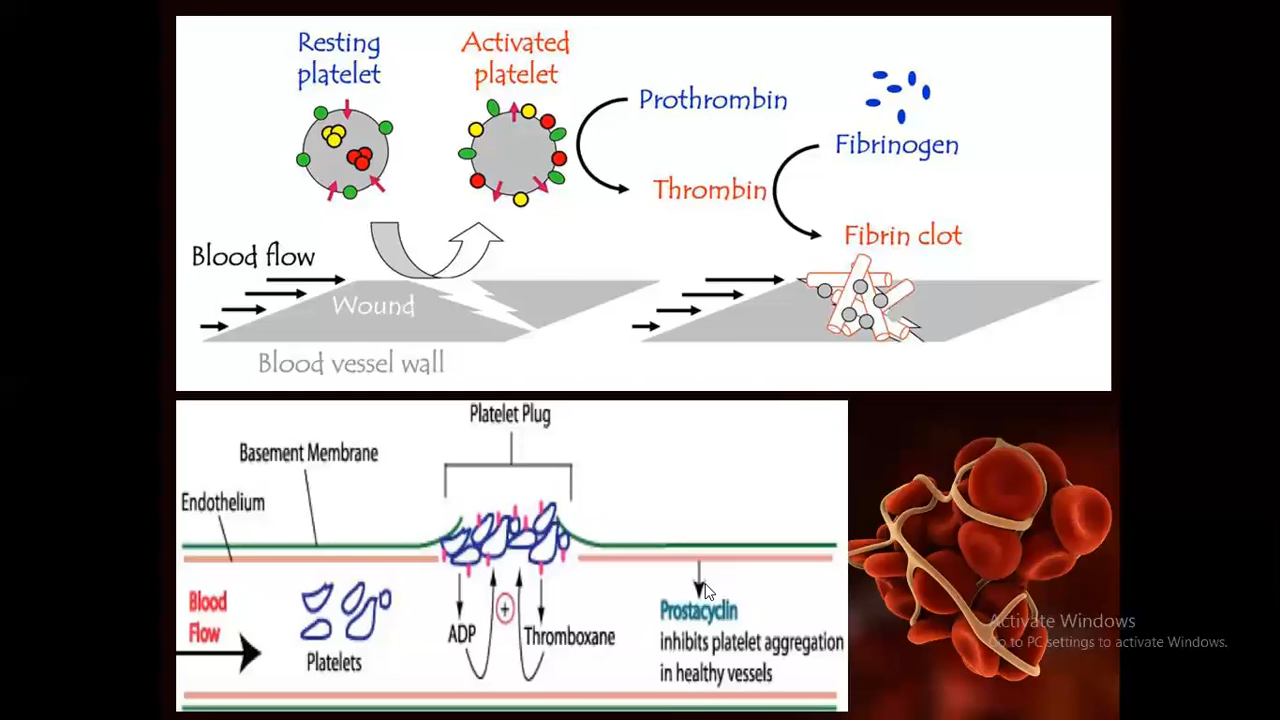 Resting
platelet
Activated
platelet
Prothrombin
Fibrinogen
Thrombin
Fibrin clot
Blood flow
Wound
Blood vessel wall
Platelet Plug
Basement Membrane
Endothelium
Blood
Flow
Platelets
ADP
+
Thromboxane
Prostacyclin
inhibits platelet aggregation
in healthy vessels
Activate Windows
Go to PC settings to activate Windows.